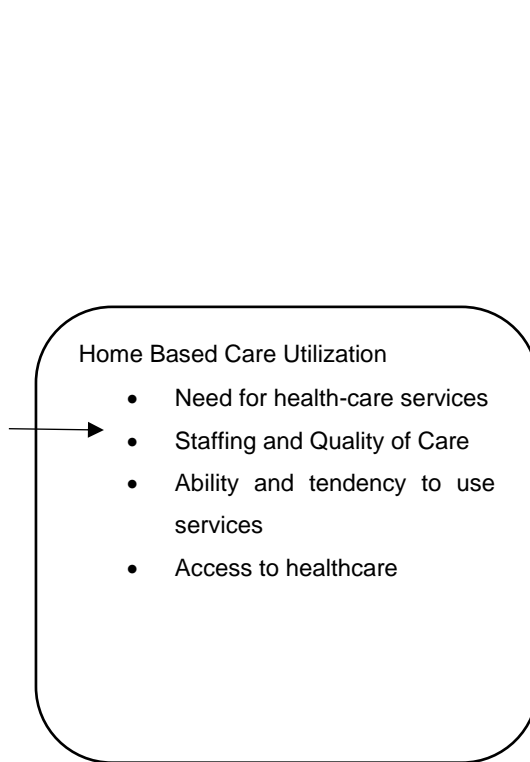 Home Based Care Utilization
• Need for health-care services
• Staffing and Quality of Care
• Ability and tendency to use
services
• Access to healthcare